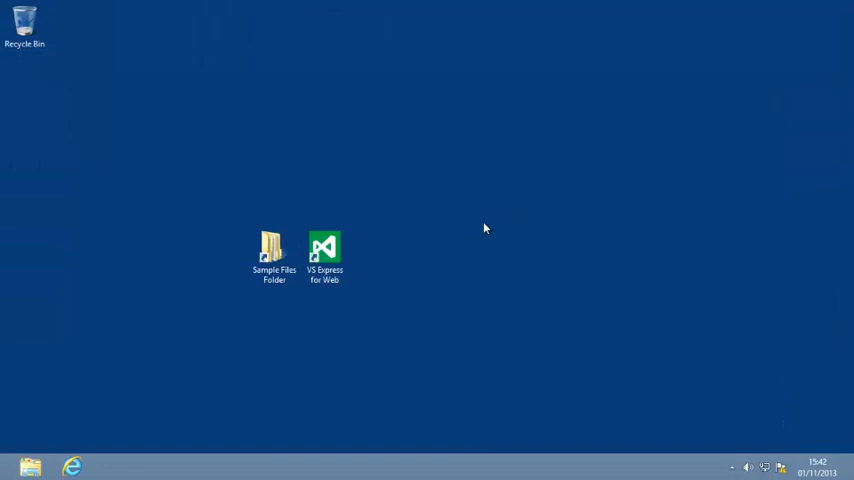 Recycle Bin
Sample Files
Folder
VS Express
for Web
15:42
01/11/2013